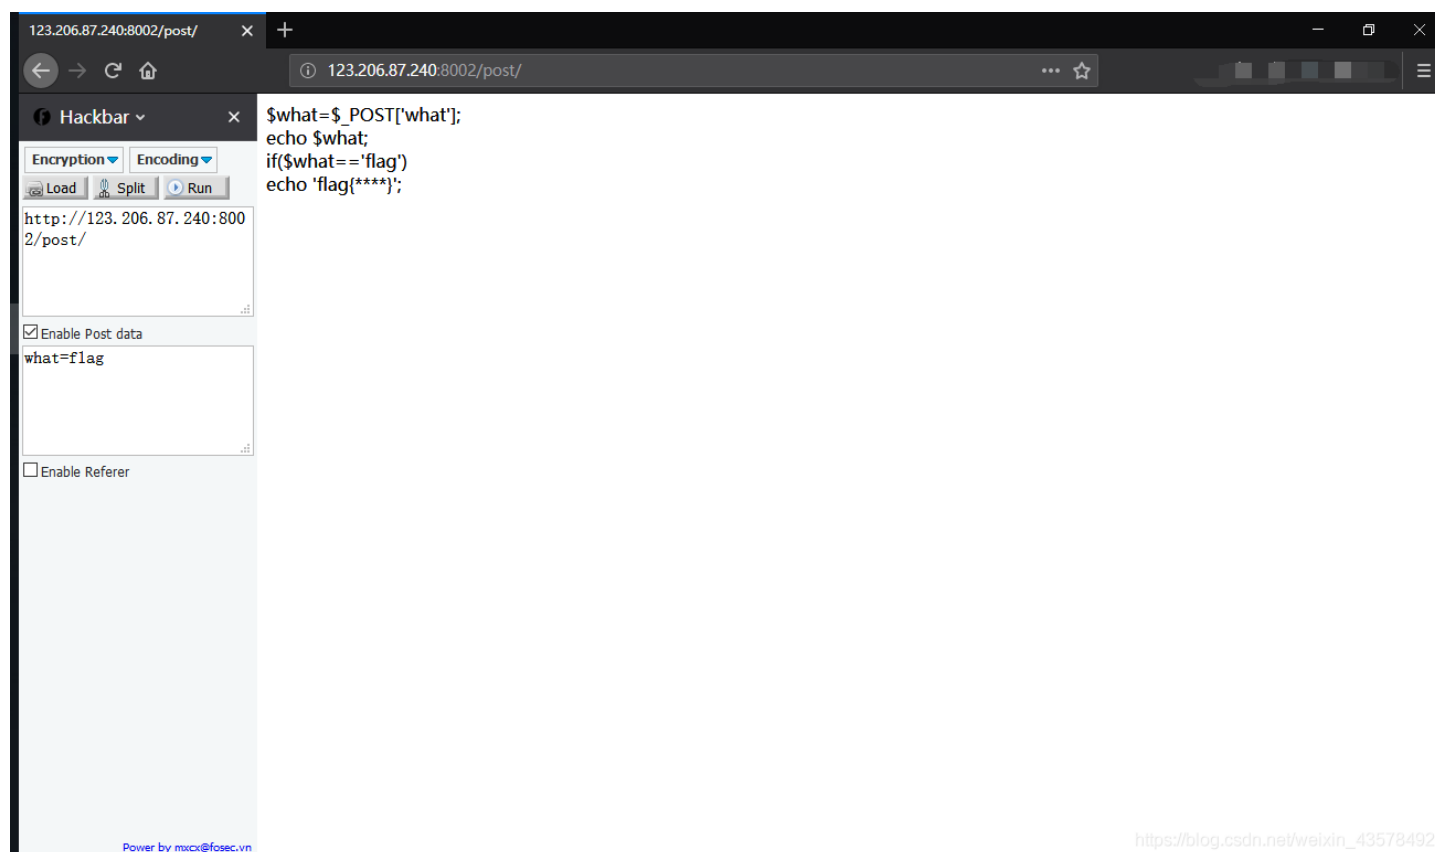 123.206.87.240:8002/post/
123.206.87.240:8002/post/
Hackbar
Encryption Encoding
Load Split Run
http://123.206.87.240:800
2/post/
Enable Post data
what=flag
Enable Referer
Power by mxcx@fosec.vn
$what=$_POST['what'];
echo $what;
if($what=='flag')
echo 'flag{****}';
https://blog.csdn.net/weixin_43578492